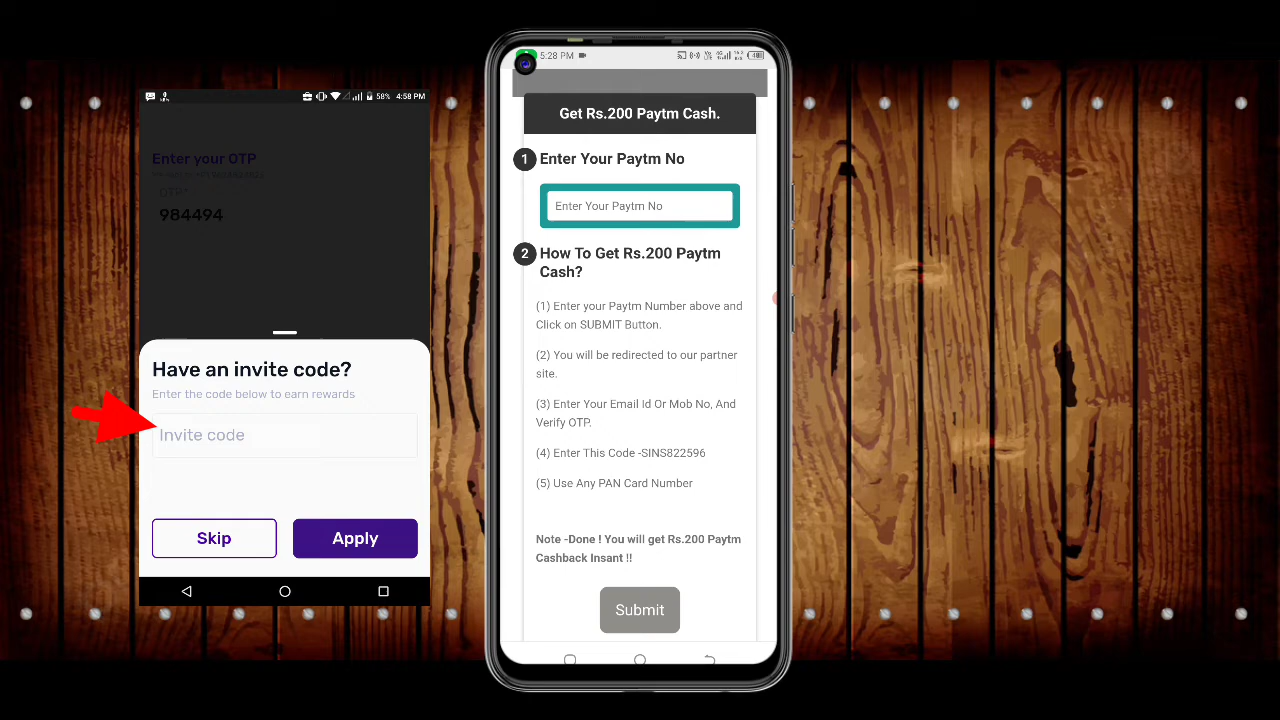 58% 4:58 PM
Enter your OTP
OTP*
984494
Have an invite code?
Enter the code below to earn rewards
Invite code
Skip
Apply
5:28 PM
Get Rs.200 Paytm Cash.
1 Enter Your Paytm No
Enter Your Paytm No
2 How To Get Rs.200 Paytm
Cash?
(1) Enter your Paytm Number above and
Click on SUBMIT Button.
(2) You will be redirected to our partner
site.
(3) Enter Your Email Id Or Mob No, And
Verify OTP.
(4) Enter This Code -SINS822596
(5) Use Any PAN Card Number
Note -Done ! You will get Rs.200 Paytm
Cashback Insant !!
Submit